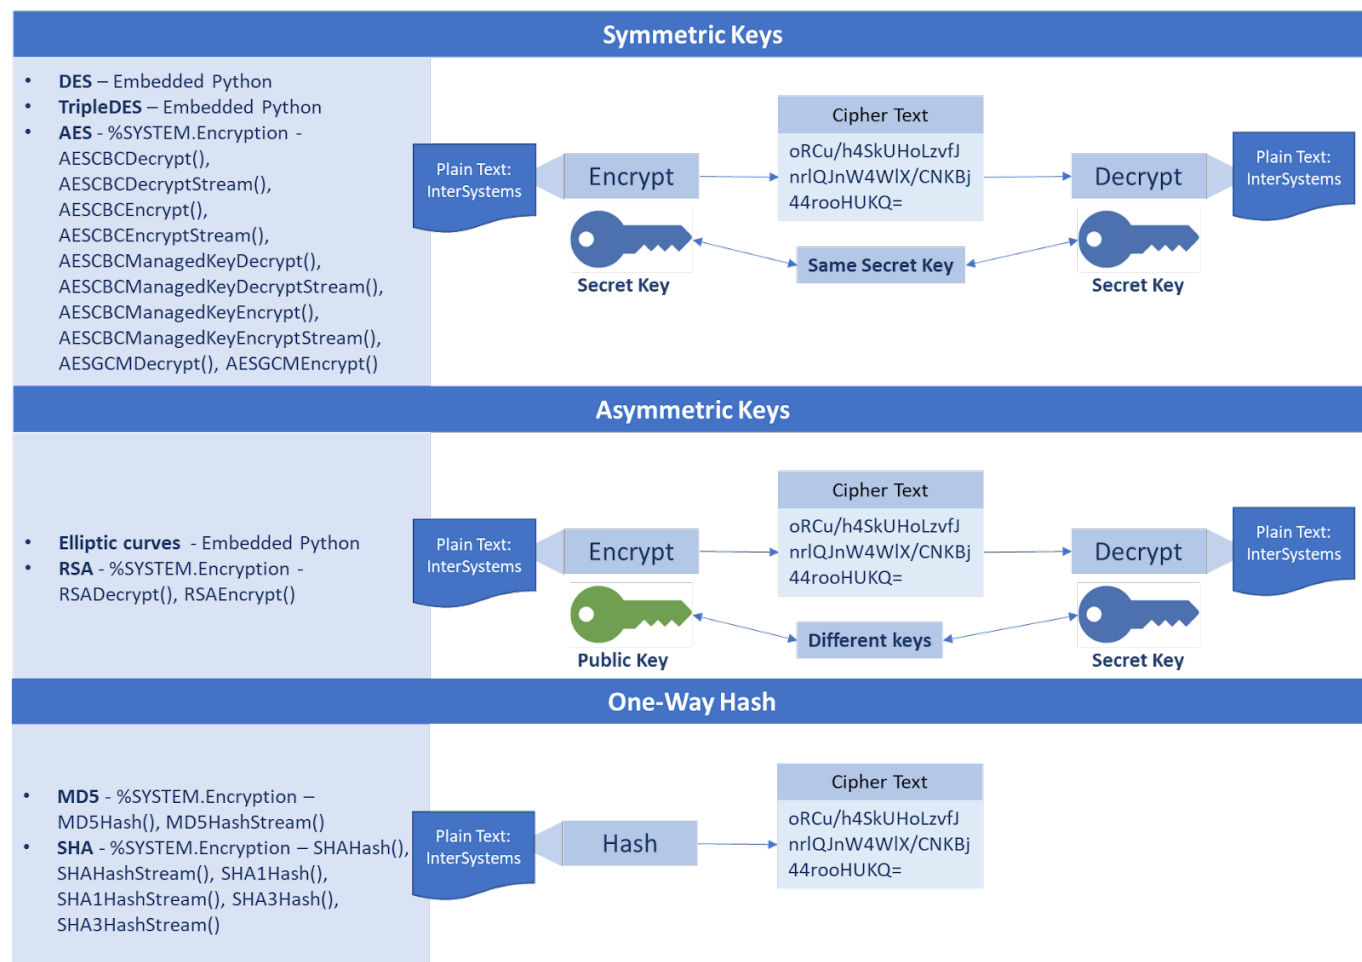 Symmetric Keys
• DES – Embedded Python
• TripleDES – Embedded Python
• AES - %SYSTEM.Encryption -
AESCBCDecrypt(),
AESCBCDecryptStream(),
AESCBCEncrypt(),
AESCBCEncryptStream(),
AESCBCManagedKeyDecrypt(),
AESCBCManagedKeyDecryptStream(),
AESCBCManagedKeyEncrypt(),
AESCBCManagedKeyEncryptStream(),
AESGCMDecrypt(), AESGCMEncrypt()
Plain Text:
InterSystems
Encrypt
Secret Key
Cipher Text
oRCu/h4SkUHoLzvfJ
nrlQJnW4WlX/CNKBj
44rooHUKQ=
Same Secret Key
Decrypt
Secret Key
Plain Text:
InterSystems
Asymmetric Keys
• Elliptic curves - Embedded Python
• RSA - %SYSTEM.Encryption -
RSADecrypt(), RSAEncrypt()
Plain Text:
InterSystems
Encrypt
Public Key
Cipher Text
oRCu/h4SkUHoLzvfJ
nrlQJnW4WlX/CNKBj
44rooHUKQ=
Different keys
Decrypt
Secret Key
Plain Text:
InterSystems
One-Way Hash
• MD5 - %SYSTEM.Encryption –
MD5Hash(), MD5HashStream()
• SHA - %SYSTEM.Encryption – SHAHash(),
SHAHashStream(), SHA1Hash(),
SHA1HashStream(), SHA3Hash(),
SHA3HashStream()
Plain Text:
InterSystems
Hash
Cipher Text
oRCu/h4SkUHoLzvfJ
nrlQJnW4WlX/CNKBj
44rooHUKQ=